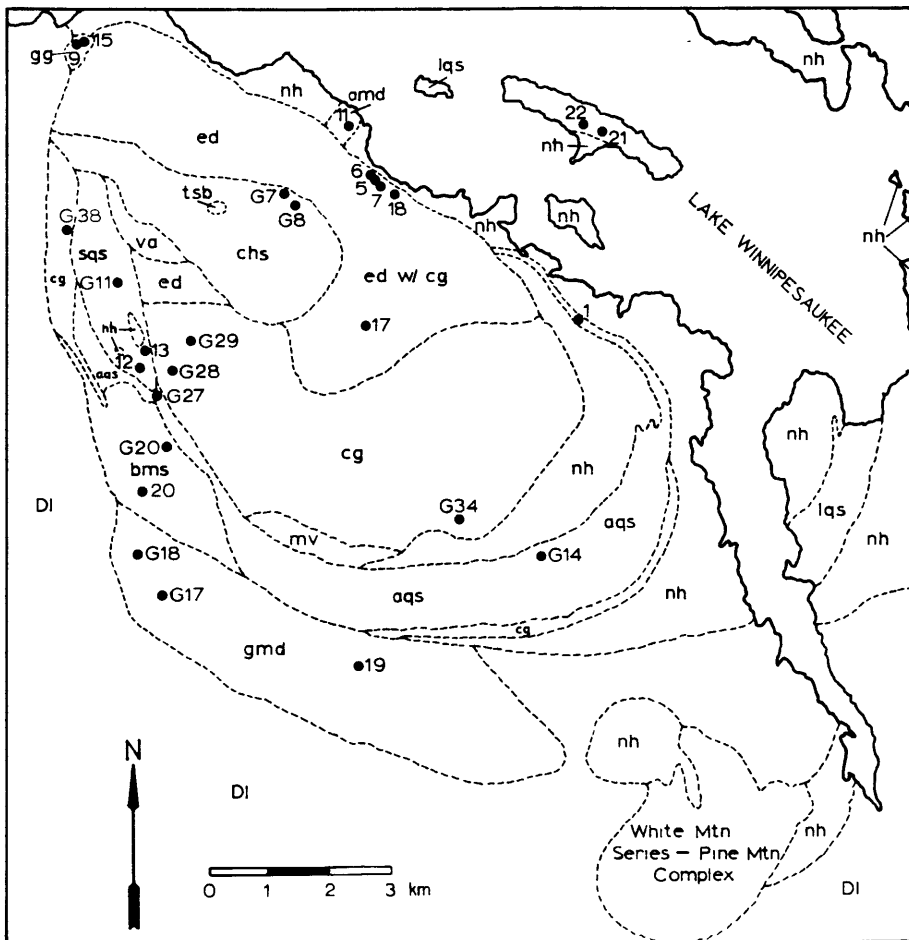 nh
15
gg
9
lqs
nh
amd
11
22
21
nh
ed
6
5
7
18
tsb
G7
G8
nh
nh
LAKE WINNIPESAUKEE
nh
G38
sqs
va
chs
cg
G11
ed
ed w/ cg
1
hh
17
13
G29
12
aqs
G28
G27
G20
cg
nh
nh
bms
20
DI
G34
aqs
lqs
nh
mv
G18
G14
G17
aqs
nh
cg
gmd
19
N
nh
DI
White Mtn
Series – Pine Mtn
Complex
nh
DI
0 1 2 3 km